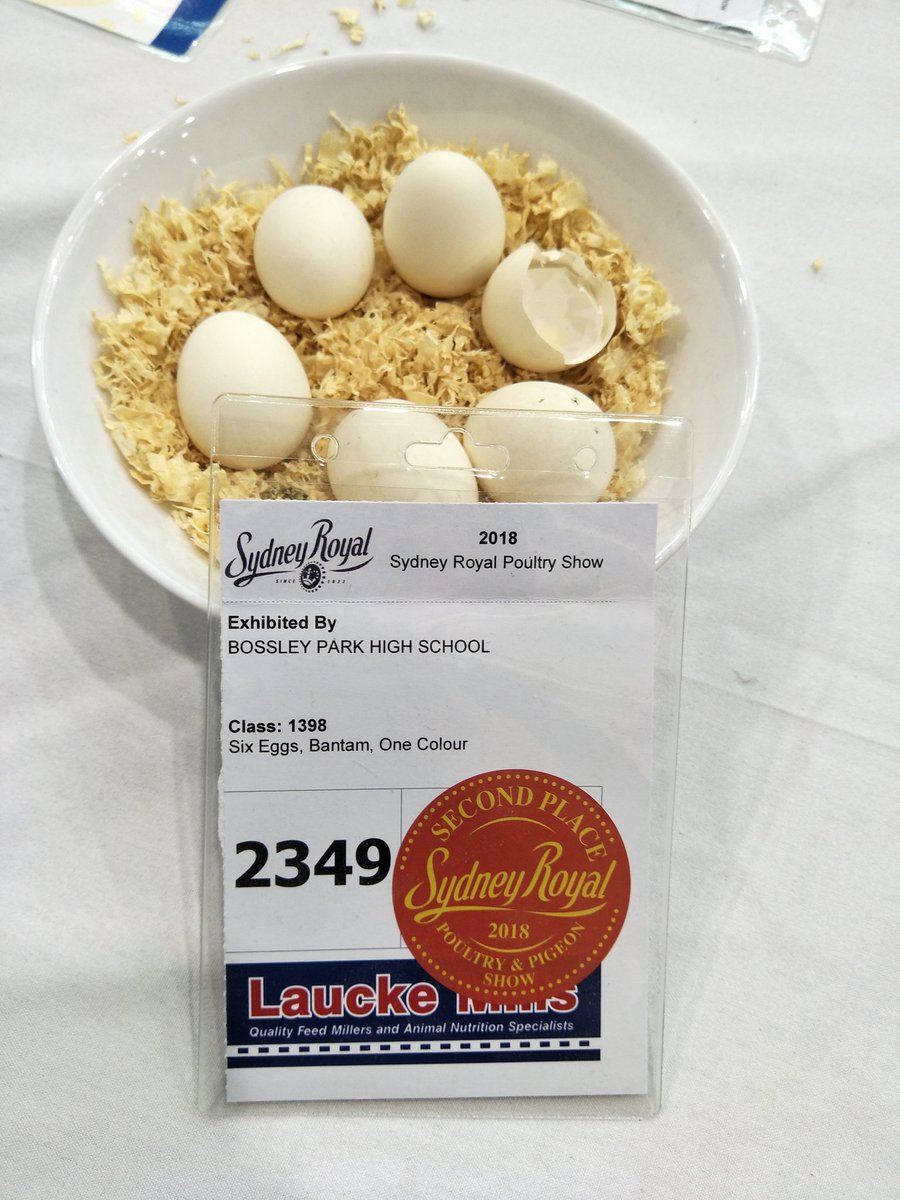 Sydney Royal
SINCE 1822
2018
Sydney Royal Poultry Show
Exhibited By
BOSSLEY PARK HIGH SCHOOL
Class: 1398
Six Eggs, Bantam, One Colour
2349
SECOND PLACE
Sydney Royal
2018
POULTRY & PIGEON
SHOW
Laucke Mills
Quality Feed Millers and Animal Nutrition Specialists